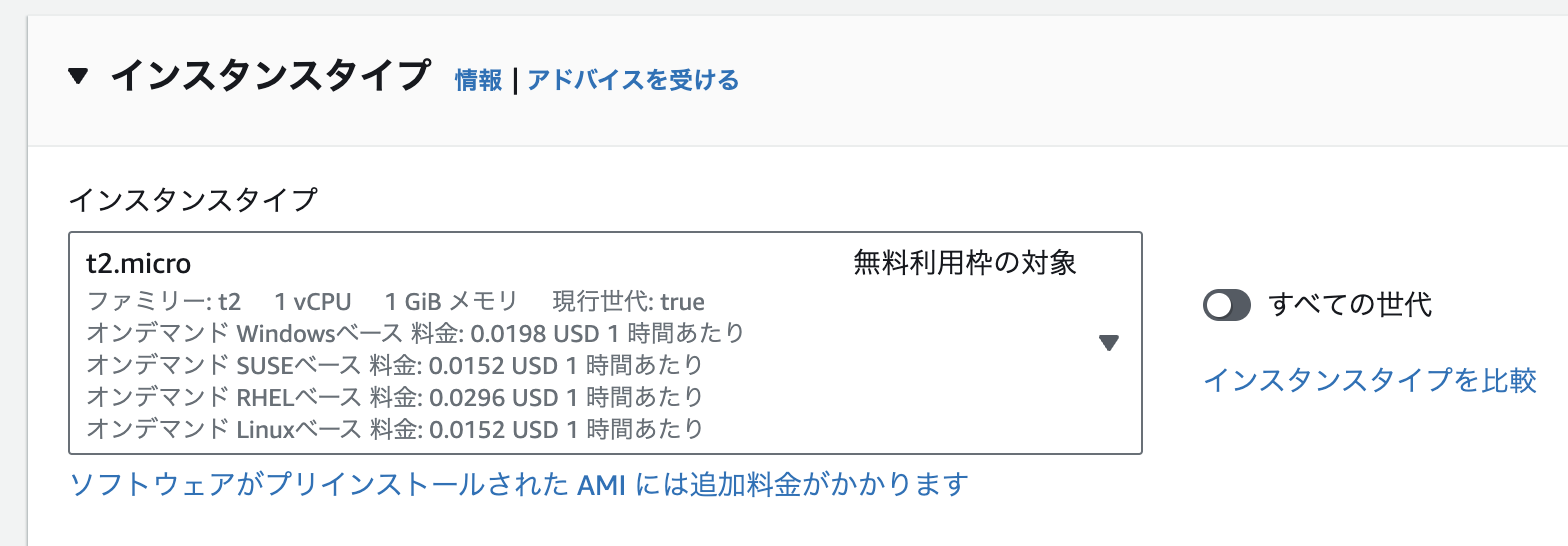 インスタンスタイプ 情報 | アドバイスを受ける
インスタンスタイプ
t2.micro 無料利用枠の対象
ファミリー: t2 1 vCPU 1 GiB メモリ 現行世代: true
オンデマンド Windowsベース 料金: 0.0198 USD 1 時間あたり
オンデマンド SUSEベース 料金: 0.0152 USD 1 時間あたり
オンデマンド RHELベース 料金: 0.0296 USD 1 時間あたり
オンデマンド Linuxベース 料金: 0.0152 USD 1 時間あたり
すべての世代
インスタンスタイプを比較
ソフトウェアがプリインストールされた AMI には追加料金がかかります